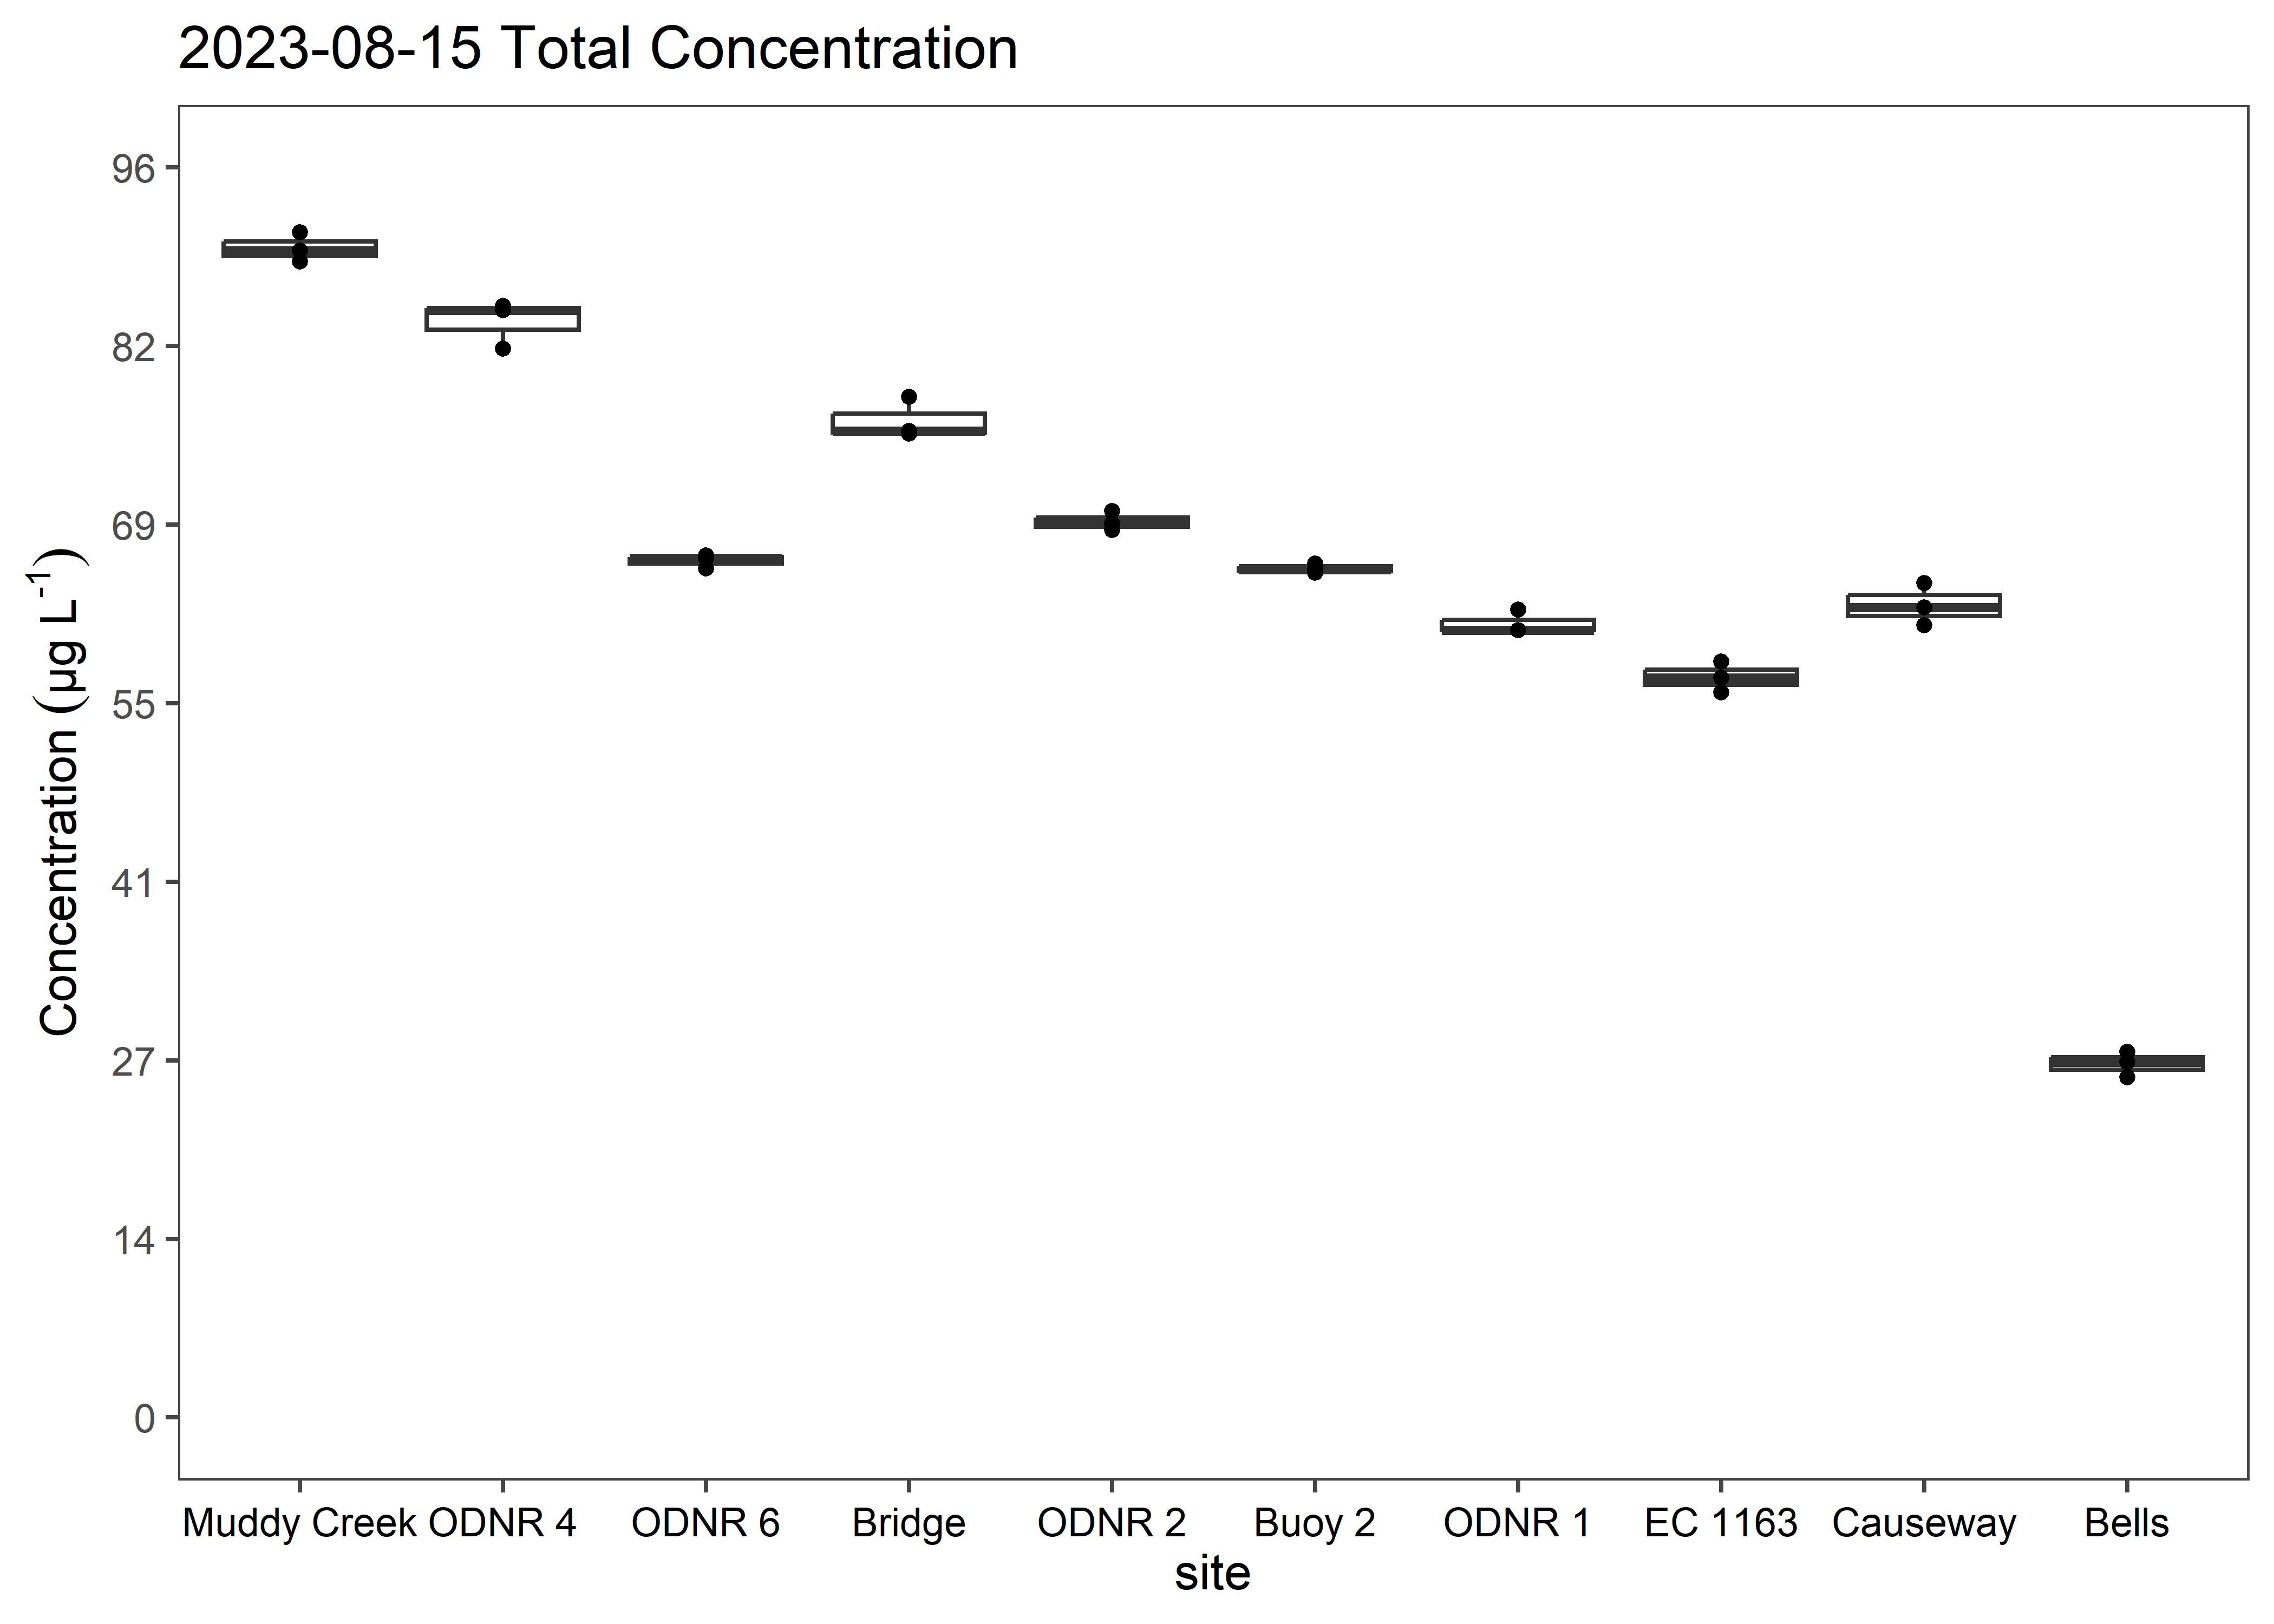 2023-08-15 Total Concentration
Concentration (µg L⁻¹)
96
82
69
55
41
27
14
0
Muddy Creek ODNR 4 ODNR 6 Bridge ODNR 2 Buoy 2 ODNR 1 EC 1163 Causeway Bells
site